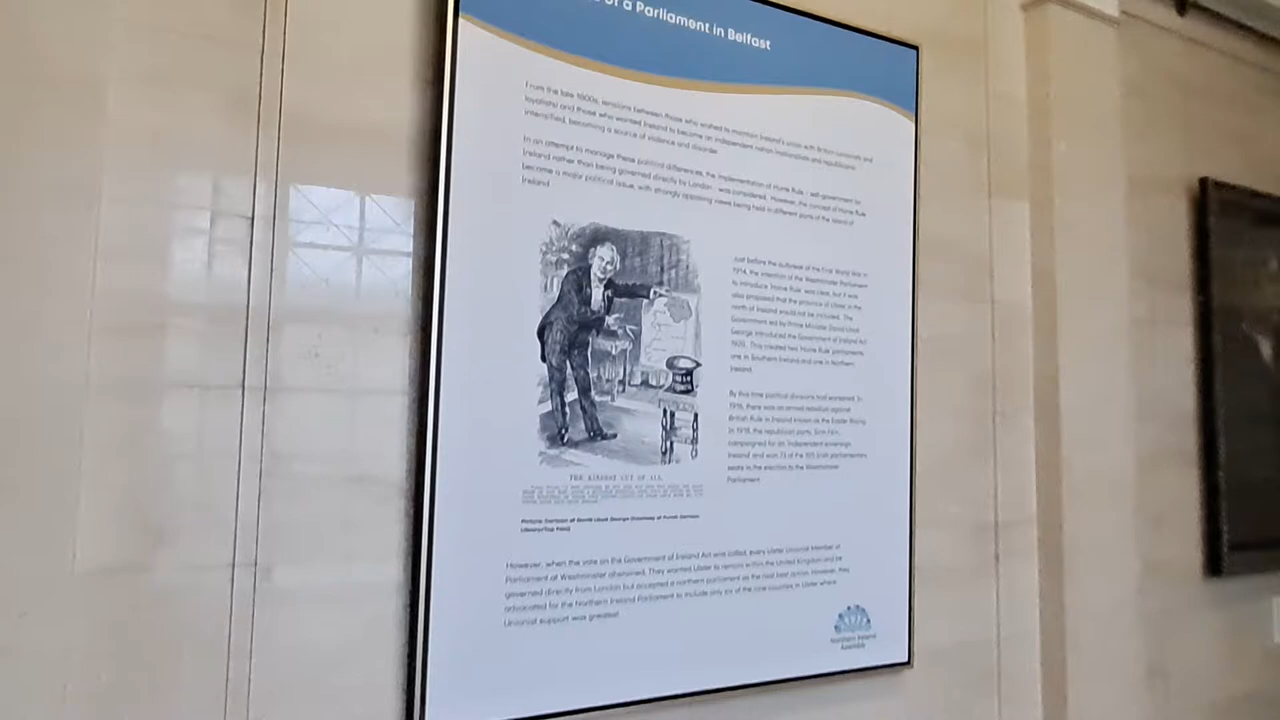 of a Parliament in Belfast
From the late 1800s, tensions between those who wished to maintain Ireland's union with Britain (unionists and
loyalists) and those who wanted Ireland to become an independent nation (nationalists and republicans)
intensified, becoming a source of violence and disorder.
In an attempt to manage these political differences, the implementation of Home Rule - self-government by
Ireland rather than being governed directly by London - was considered. However, the concept of Home Rule
became a major political issue, with strongly opposing views being held in different parts of the island of
Ireland.
Just before the outbreak of the First World War in
1914, the intention of the Westminster Parliament
to introduce 'Home Rule' was clear, but it was
also proposed that the province of Ulster in the
north of Ireland would not be included. The
Government led by Prime Minister David Lloyd
George introduced the Government of Ireland Act
1920. This created two 'Home Rule' parliaments,
one in Southern Ireland and one in Northern
Ireland.
By this time political divisions had worsened. In
1916, there was an armed rebellion against
British Rule in Ireland known as the Easter Rising.
In 1918, the republican party, Sinn Féin,
campaigned for an 'independent sovereign
Ireland' and won 73 of the 105 Irish parliamentary
seats in the election to the Westminster
Parliament.
THE KINDEST CUT OF ALL
Picture: Cartoon of David Lloyd George (Courtesy of Punch Cartoon
Library/Top Foto)
However, when the vote on the Government of Ireland Act was called, every Ulster Unionist Member of
Parliament at Westminster abstained. They wanted Ulster to remain within the United Kingdom and be
governed directly from London but accepted a northern parliament as the next best option. However, they
advocated for the Northern Ireland Parliament to include only six of the nine counties in Ulster where
Unionist support was greatest.
Northern Ireland
Assembly